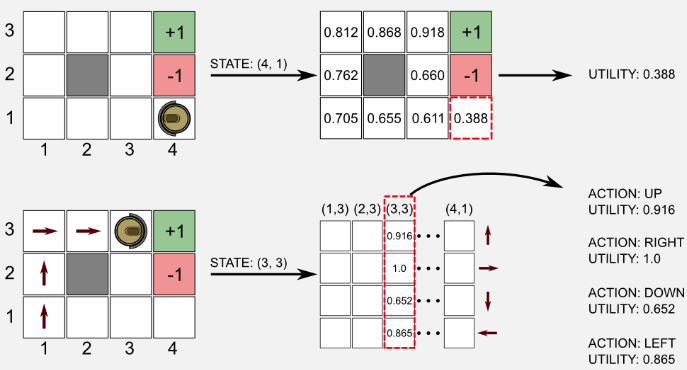 3
+1
2
-1
1
1 2 3 4
STATE: (4, 1)
0.812 0.868 0.918 +1
0.762 0.660 -1
0.705 0.655 0.611 0.388
UTILITY: 0.388
3
+1
2
-1
1
1 2 3 4
STATE: (3, 3)
(1,3) (2,3) (3,3) (4,1)
0.916
1.0
0.652
0.865
ACTION: UP
UTILITY: 0.916
ACTION: RIGHT
UTILITY: 1.0
ACTION: DOWN
UTILITY: 0.652
ACTION: LEFT
UTILITY: 0.865